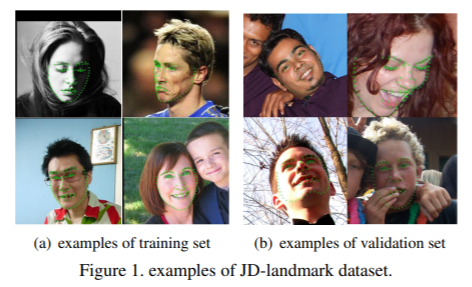 (a) examples of training set
(b) examples of validation set
Figure 1. examples of JD-landmark dataset.